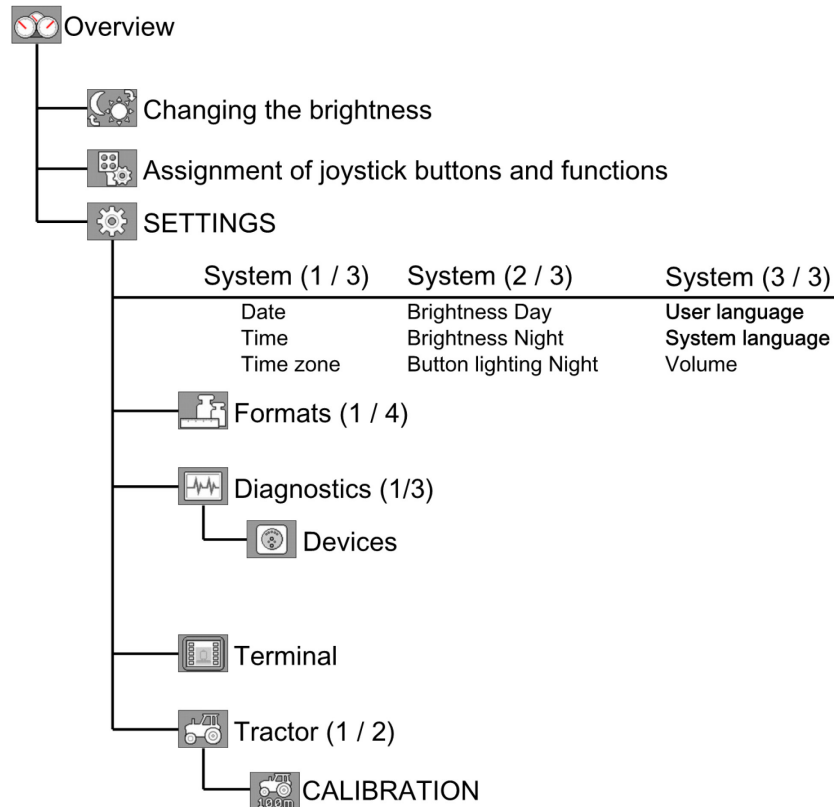 Overview
Changing the brightness
Assignment of joystick buttons and functions
SETTINGS
System (1 / 3) System (2 / 3) System (3 / 3)
Date Brightness Day User language
Time Brightness Night System language
Time zone Button lighting Night Volume
Formats (1 / 4)
Diagnostics (1/3)
Devices
Terminal
Tractor (1 / 2)
CALIBRATION
100m